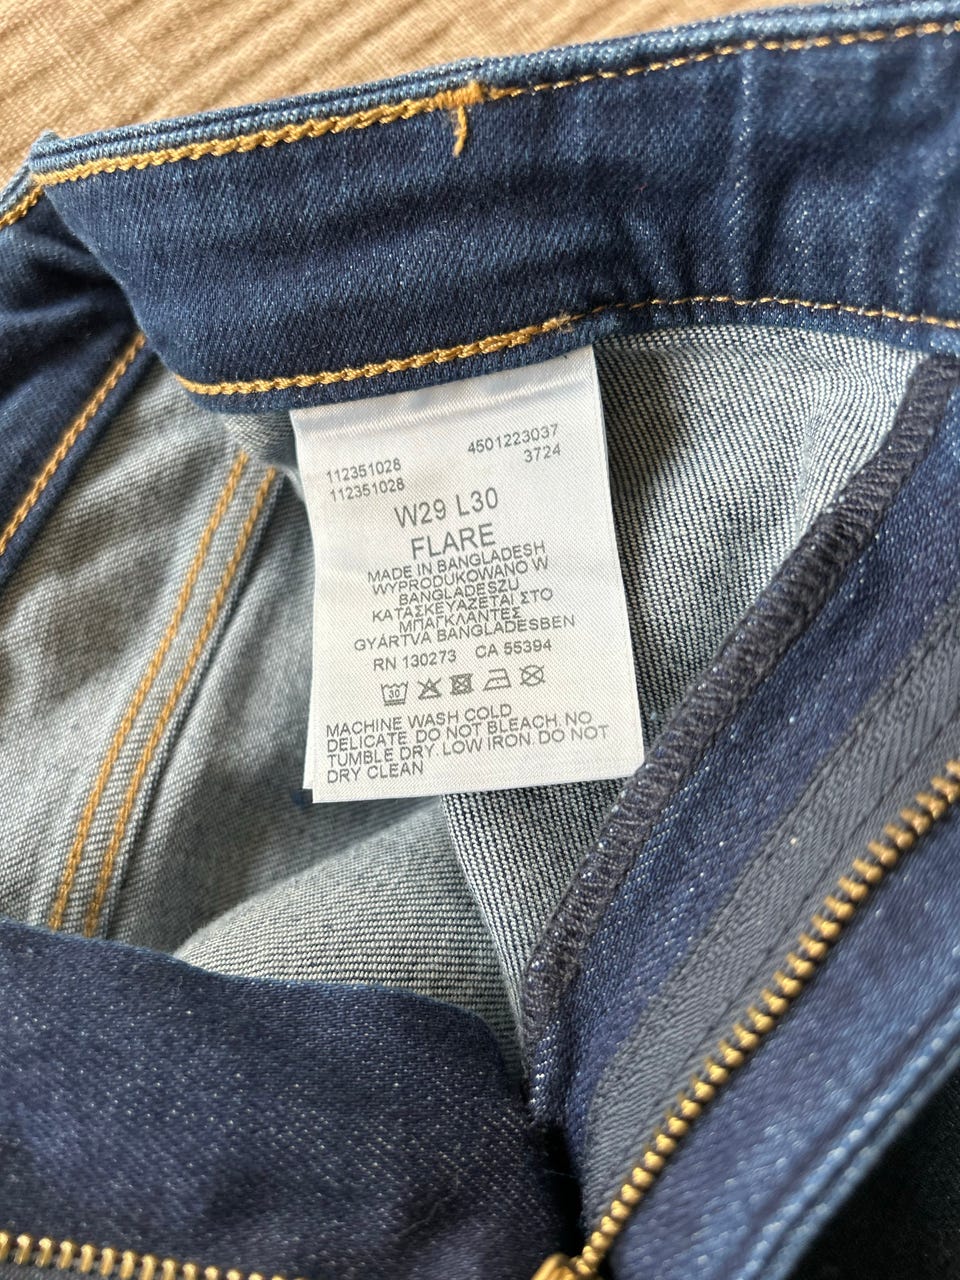 112351028 4501223037
112351028 3724
W29 L30
FLARE
MADE IN BANGLADESH
WYPRODUKOWANO W
BANGLADESZU
ΚΑΤΑΣΚΕΥΑΖΕΤΑΙ ΣΤΟ
ΜΠΑΓΚΛΑΝΤΕΣ
GYÁRTVA BANGLADESBEN
RN 130273 CA 55394
30
MACHINE WASH COLD
DELICATE DO NOT BLEACH. NO
TUMBLE DRY. LOW IRON. DO NOT
DRY CLEAN